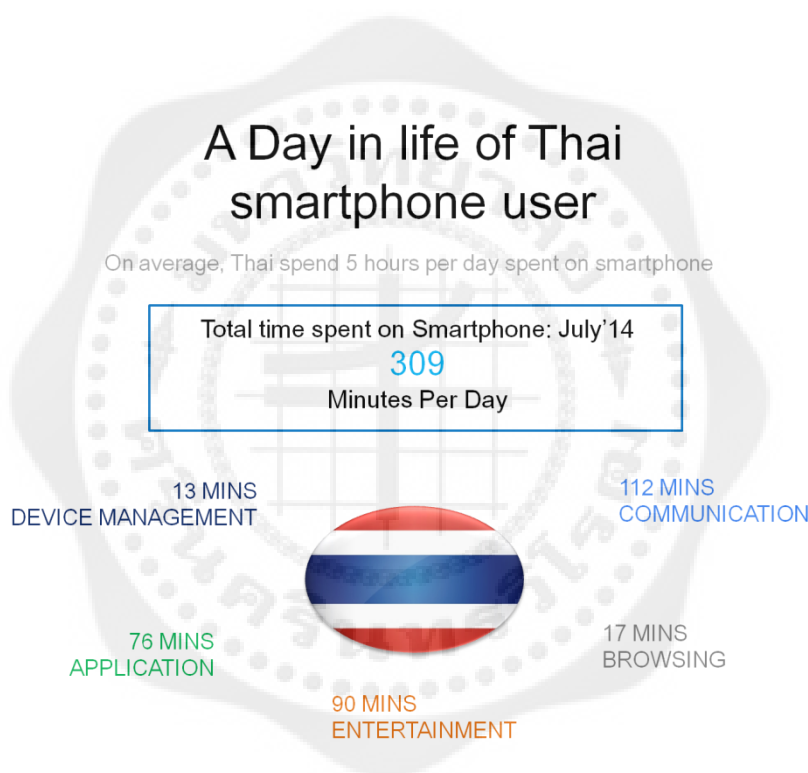 A Day in life of Thai
smartphone user
On average, Thai spend 5 hours per day spent on smartphone
Total time spent on Smartphone: July’14
309
Minutes Per Day
13 MINS
DEVICE MANAGEMENT
112 MINS
COMMUNICATION
76 MINS
APPLICATION
17 MINS
BROWSING
90 MINS
ENTERTAINMENT